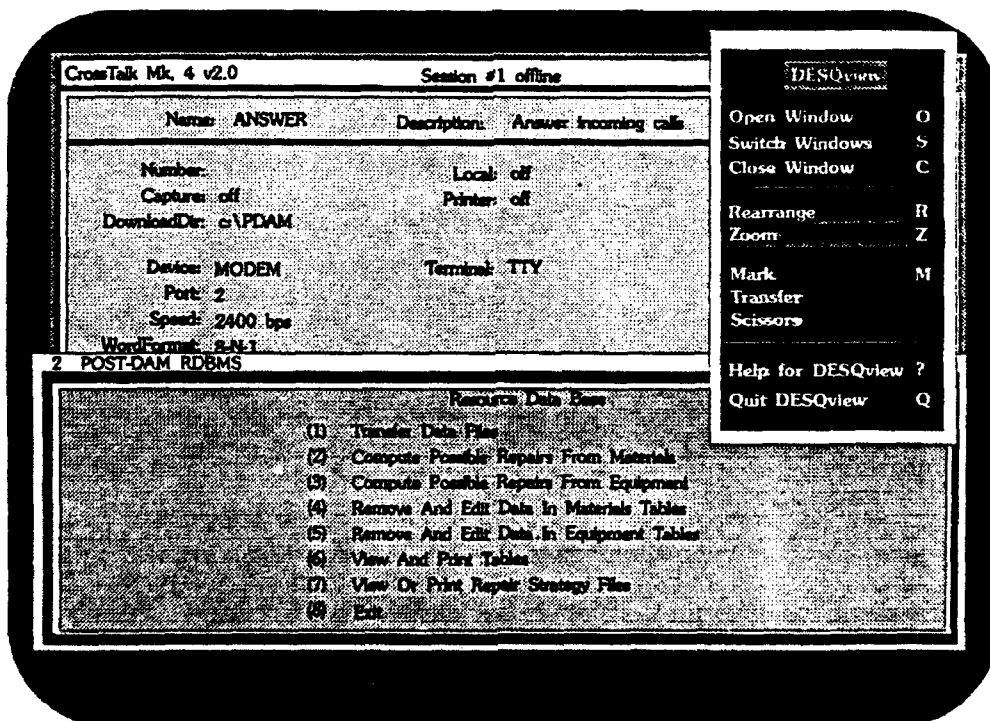 CrossTalk Mk. 4 v2.0 Session #1 offline
Name: ANSWER Description: Answer incoming calls
Number: Local: off
Capture: off Printer: off
DownloadDir: c:\PDAM
Device: MODEM Terminal: TTY
Port: 2
Speed: 2400 bps
WordFormat: 8-N-1
DESQview
Open Window O
Switch Windows S
Close Window C
Rearrange R
Zoom Z
Mark M
Transfer
Scissors
Help for DESQview ?
Quit DESQview Q
2 POST-DAM RDBMS
Resource Data Base
(1) Transfer Data Files
(2) Compute Possible Repairs From Materials
(3) Compute Possible Repairs From Equipment
(4) Remove And Edit Data In Materials Tables
(5) Remove And Edit Data In Equipment Tables
(6) View And Print Tables
(7) View Or Print Repair Strategy Files
(8) Exit